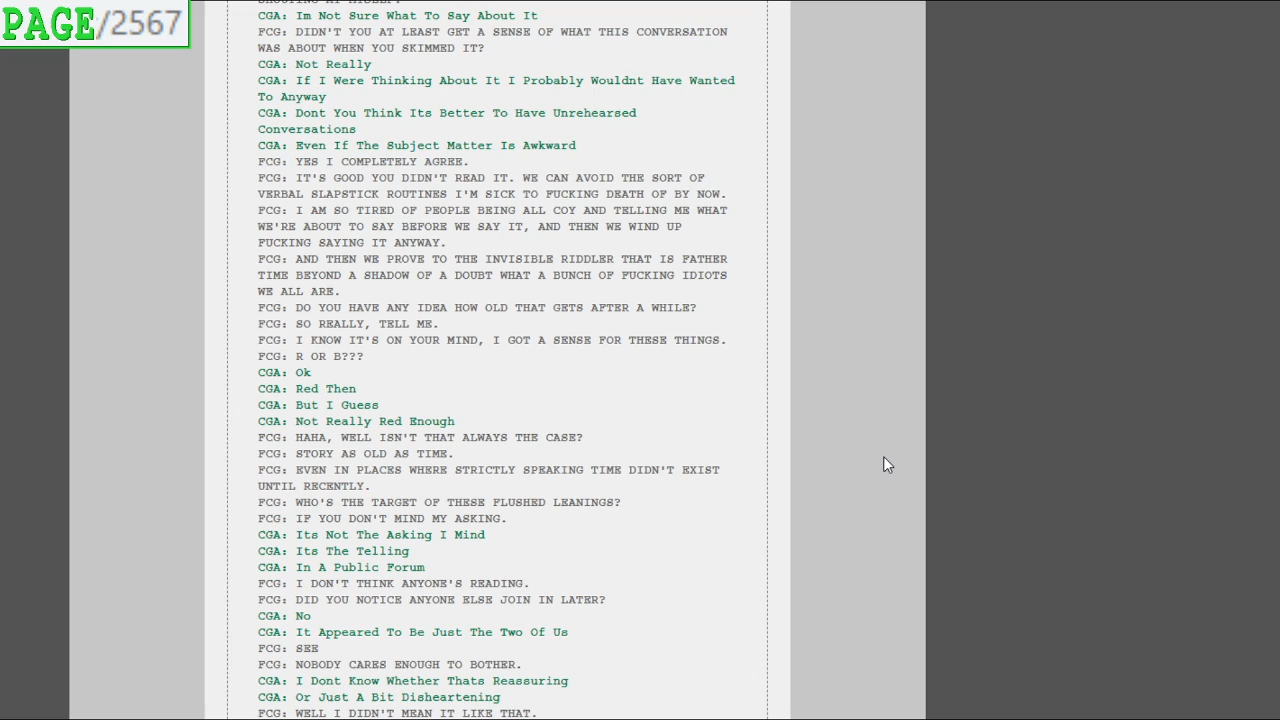 PAGE/2567
CGA: Im Not Sure What To Say About It
FCG: DIDN'T YOU AT LEAST GET A SENSE OF WHAT THIS CONVERSATION
WAS ABOUT WHEN YOU SKIMMED IT?
CGA: Not Really
CGA: If I Were Thinking About It I Probably Wouldnt Have Wanted
To Anyway
CGA: Dont You Think Its Better To Have Unrehearsed
Conversations
CGA: Even If The Subject Matter Is Awkward
FCG: YES I COMPLETELY AGREE.
FCG: IT'S GOOD YOU DIDN'T READ IT. WE CAN AVOID THE SORT OF
VERBAL SLAPSTICK ROUTINES I'M SICK TO FUCKING DEATH OF BY NOW.
FCG: I AM SO TIRED OF PEOPLE BEING ALL COY AND TELLING ME WHAT
WE'RE ABOUT TO SAY BEFORE WE SAY IT, AND THEN WE WIND UP
FUCKING SAYING IT ANYWAY.
FCG: AND THEN WE PROVE TO THE INVISIBLE RIDDLER THAT IS FATHER
TIME BEYOND A SHADOW OF A DOUBT WHAT A BUNCH OF FUCKING IDIOTS
WE ALL ARE.
FCG: DO YOU HAVE ANY IDEA HOW OLD THAT GETS AFTER A WHILE?
FCG: SO REALLY, TELL ME.
FCG: I KNOW IT'S ON YOUR MIND, I GOT A SENSE FOR THESE THINGS.
FCG: R OR B???
CGA: Ok
CGA: Red Then
CGA: But I Guess
CGA: Not Really Red Enough
FCG: HAHA, WELL ISN'T THAT ALWAYS THE CASE?
FCG: STORY AS OLD AS TIME.
FCG: EVEN IN PLACES WHERE STRICTLY SPEAKING TIME DIDN'T EXIST
UNTIL RECENTLY.
FCG: WHO'S THE TARGET OF THESE FLUSHED LEANINGS?
FCG: IF YOU DON'T MIND MY ASKING.
CGA: Its Not The Asking I Mind
CGA: Its The Telling
CGA: In A Public Forum
FCG: I DON'T THINK ANYONE'S READING.
FCG: DID YOU NOTICE ANYONE ELSE JOIN IN LATER?
CGA: No
CGA: It Appeared To Be Just The Two Of Us
FCG: SEE
FCG: NOBODY CARES ENOUGH TO BOTHER.
CGA: I Dont Know Whether Thats Reassuring
CGA: Or Just A Bit Disheartening
FCG: WELL I DIDN'T MEAN IT LIKE THAT.